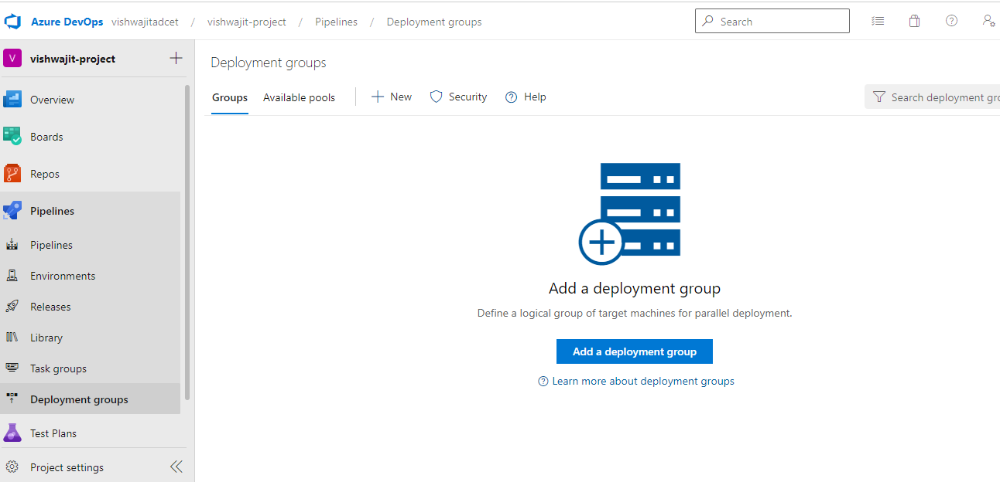 Azure DevOps vishwajitadcet / vishwajit-project / Pipelines / Deployment groups Search
V vishwajit-project
Deployment groups
Groups Available pools New Security Help Search deployment gro
Overview
Boards
Repos
Pipelines
Pipelines
Environments
Releases
Library
Task groups
Deployment groups
Test Plans
Project settings
Add a deployment group
Define a logical group of target machines for parallel deployment.
Add a deployment group
Learn more about deployment groups